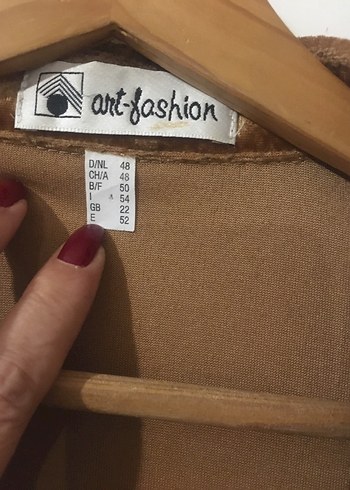 art-fashion
D/NL 48
CH/A 48
B/F 50
I 54
GB 22
E 52